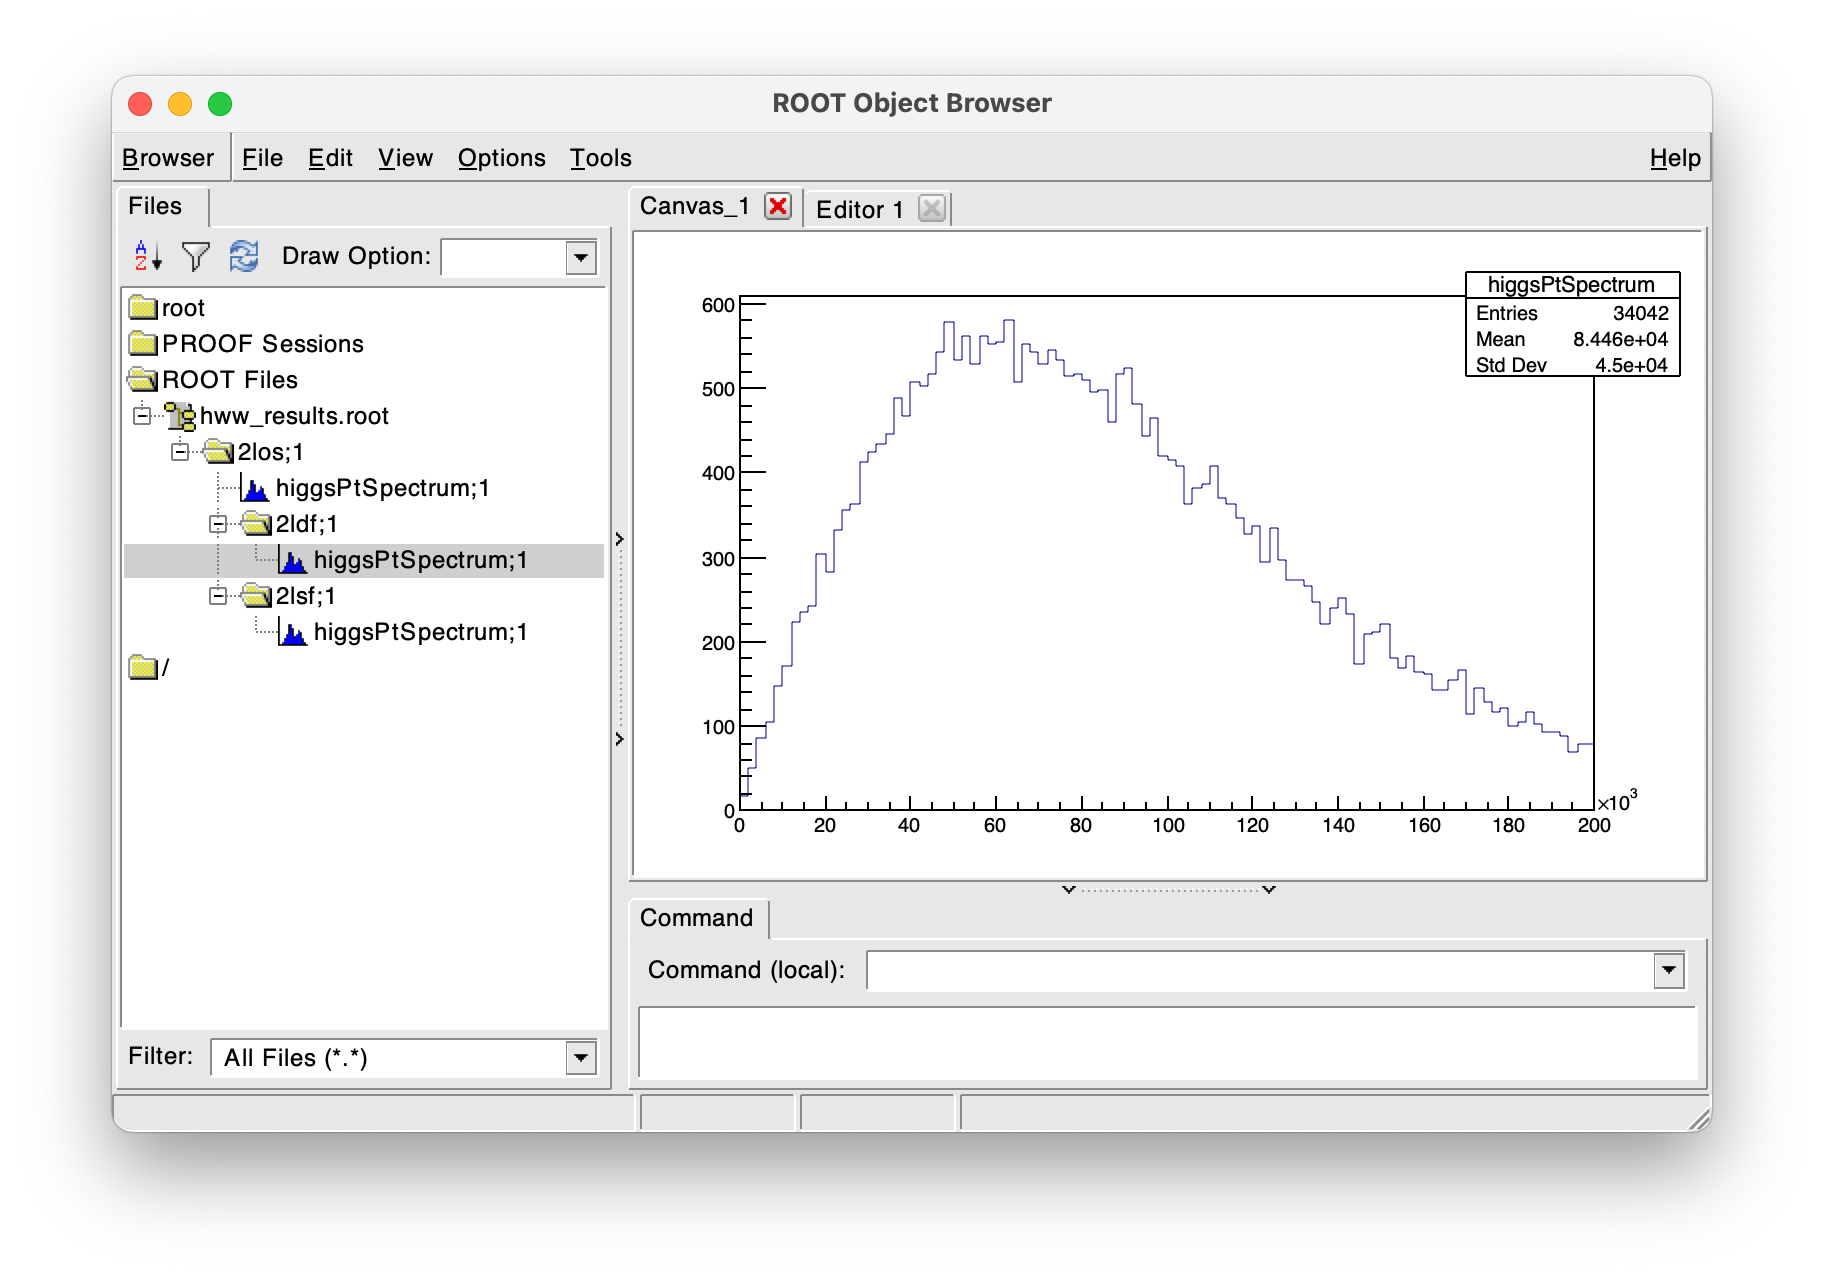 ROOT Object Browser
Browser File Edit View Options Tools Help
Files
Draw Option:
root
PROOF Sessions
ROOT Files
hww_results.root
2los;1
higgsPtSpectrum;1
2ldf;1
higgsPtSpectrum;1
2lsf;1
higgsPtSpectrum;1
/
Filter: All Files (*.*)
Canvas_1 Editor 1
higgsPtSpectrum
Entries 34042
Mean 8.446e+04
Std Dev 4.5e+04
600
500
400
300
200
100
0
0 20 40 60 80 100 120 140 160 180 200
×10³
Command
Command (local):